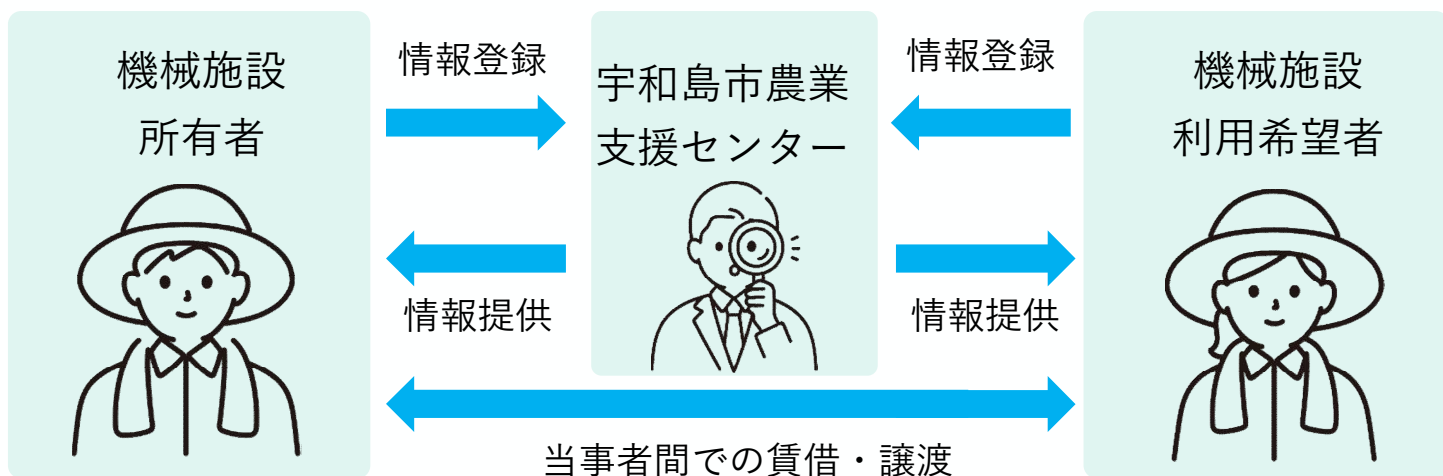 機械施設
所有者
情報登録
宇和島市農業
支援センター
情報登録
機械施設
利用希望者
情報提供
情報提供
当事者間での賃借・譲渡